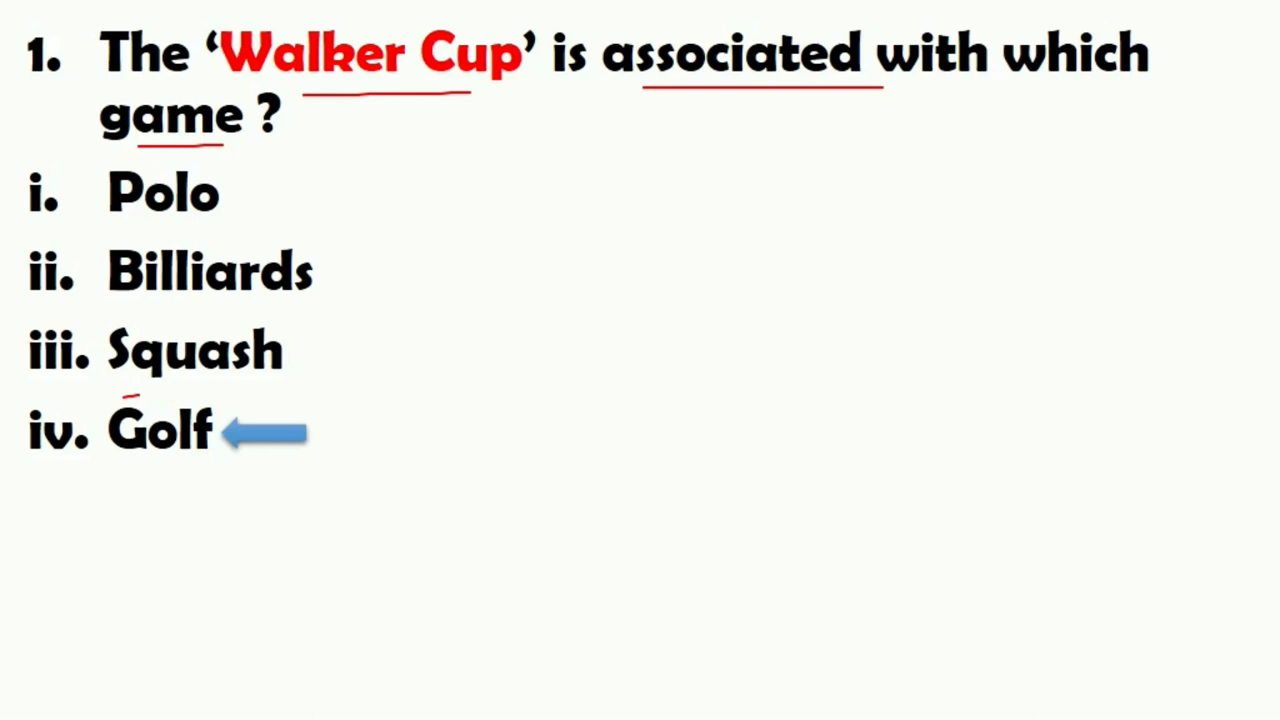 1. The ‘Walker Cup’ is associated with which
game ?
i. Polo
ii. Billiards
iii. Squash
iv. Golf